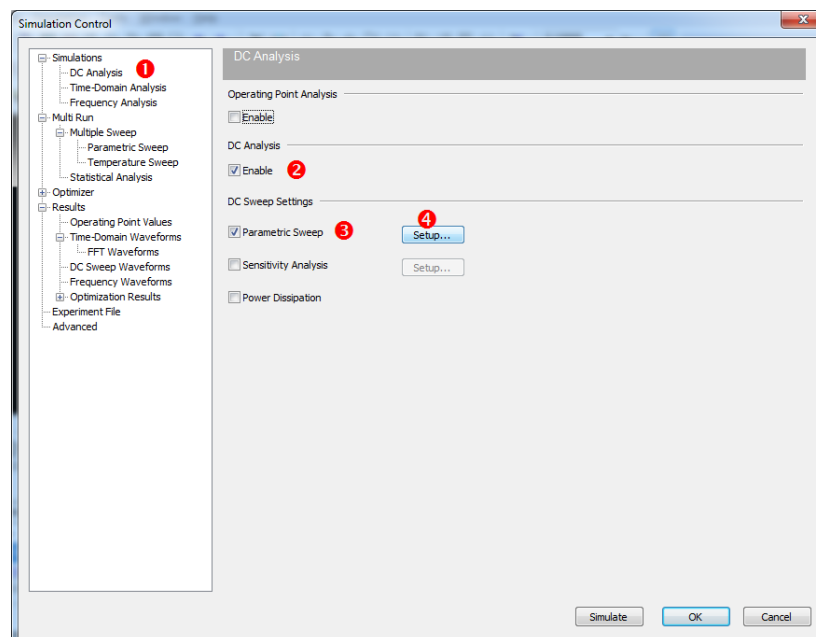 Simulation Control
Simulations
DC Analysis 1
Time-Domain Analysis
Frequency Analysis
Multi Run
Multiple Sweep
Parametric Sweep
Temperature Sweep
Statistical Analysis
Optimizer
Results
Operating Point Values
Time-Domain Waveforms
FFT Waveforms
DC Sweep Waveforms
Frequency Waveforms
Optimization Results
Experiment File
Advanced
DC Analysis
Operating Point Analysis
Enable
DC Analysis
Enable 2
DC Sweep Settings
4
Parametric Sweep 3 Setup...
Sensitivity Analysis Setup...
Power Dissipation
Simulate OK Cancel